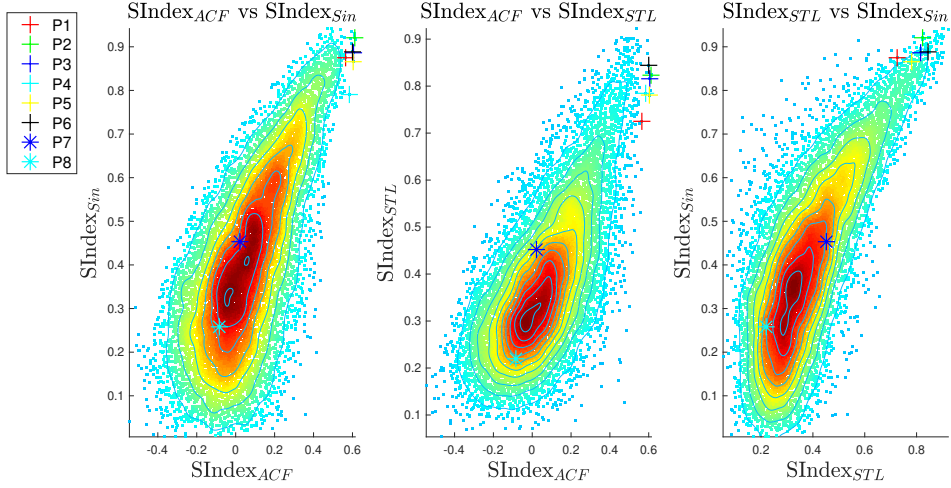 P1
P2
P3
P4
P5
P6
P7
P8
SIndex_ACF vs SIndex_Sin
SIndex_Sin
0.9
0.8
0.7
0.6
0.5
0.4
0.3
0.2
0.1
-0.4 -0.2 0 0.2 0.4 0.6
SIndex_ACF
SIndex_ACF vs SIndex_STL
SIndex_STL
0.9
0.8
0.7
0.6
0.5
0.4
0.3
0.2
0.1
-0.4 -0.2 0 0.2 0.4 0.6
SIndex_ACF
SIndex_STL vs SIndex_Sin
SIndex_Sin
0.9
0.8
0.7
0.6
0.5
0.4
0.3
0.2
0.1
0.2 0.4 0.6 0.8
SIndex_STL